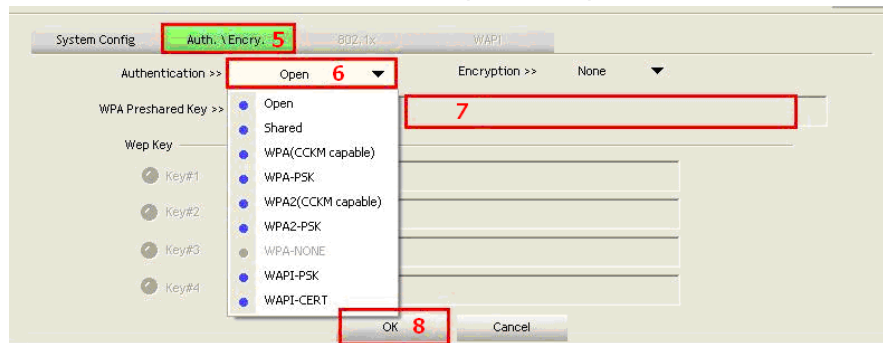 System Config Auth. \ Encry. 5 802.1x WAPI
Authentication >> Open 6 Encryption >> None
WPA Preshared Key >> 7
Open
Shared
Wep Key
WPA(CCKM capable)
Key#1 WPA-PSK
WPA2(CCKM capable)
Key#2 WPA2-PSK
Key#3 WPA-NONE
WAPI-PSK
Key#4 WAPI-CERT
OK 8 Cancel